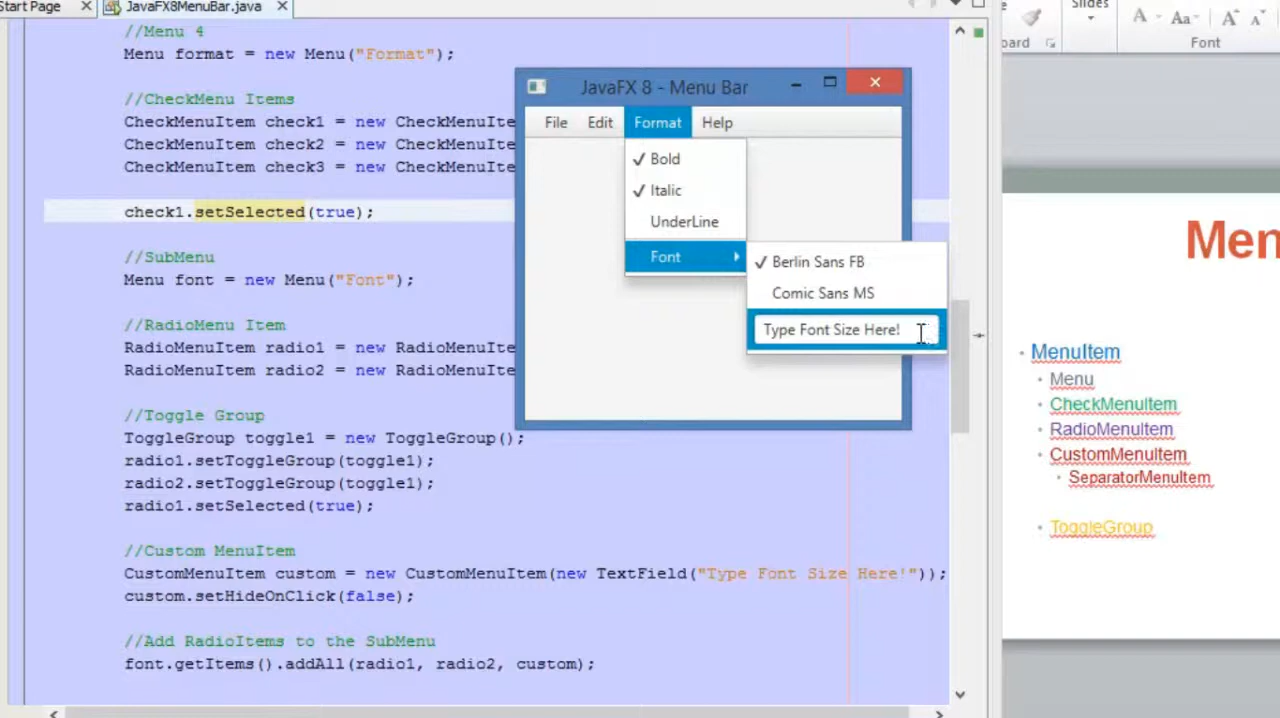 Start Page
JavaFX8MenuBar.java
//Menu 4
Menu format = new Menu("Format");
//CheckMenu Items
CheckMenuItem check1 = new CheckMenuIte
CheckMenuItem check2 = new CheckMenuIte
CheckMenuItem check3 = new CheckMenuIte
check1.setSelected(true);
//SubMenu
Menu font = new Menu("Font");
//RadioMenu Item
RadioMenuItem radio1 = new RadioMenuIte
RadioMenuItem radio2 = new RadioMenuIte
//Toggle Group
ToggleGroup toggle1 = new ToggleGroup();
radio1.setToggleGroup(toggle1);
radio2.setToggleGroup(toggle1);
radio1.setSelected(true);
//Custom MenuItem
CustomMenuItem custom = new CustomMenuItem(new TextField("Type Font Size Here!"));
custom.setHideOnClick(false);
//Add RadioItems to the SubMenu
font.getItems().addAll(radio1, radio2, custom);
JavaFX 8 - Menu Bar
File Edit Format Help
Bold
Italic
UnderLine
Font
Berlin Sans FB
Comic Sans MS
Type Font Size Here!
Slides
A Aa A A
oard
Font
Men
MenuItem
Menu
CheckMenuItem
RadioMenuItem
CustomMenuItem
SeparatorMenuItem
ToggleGroup